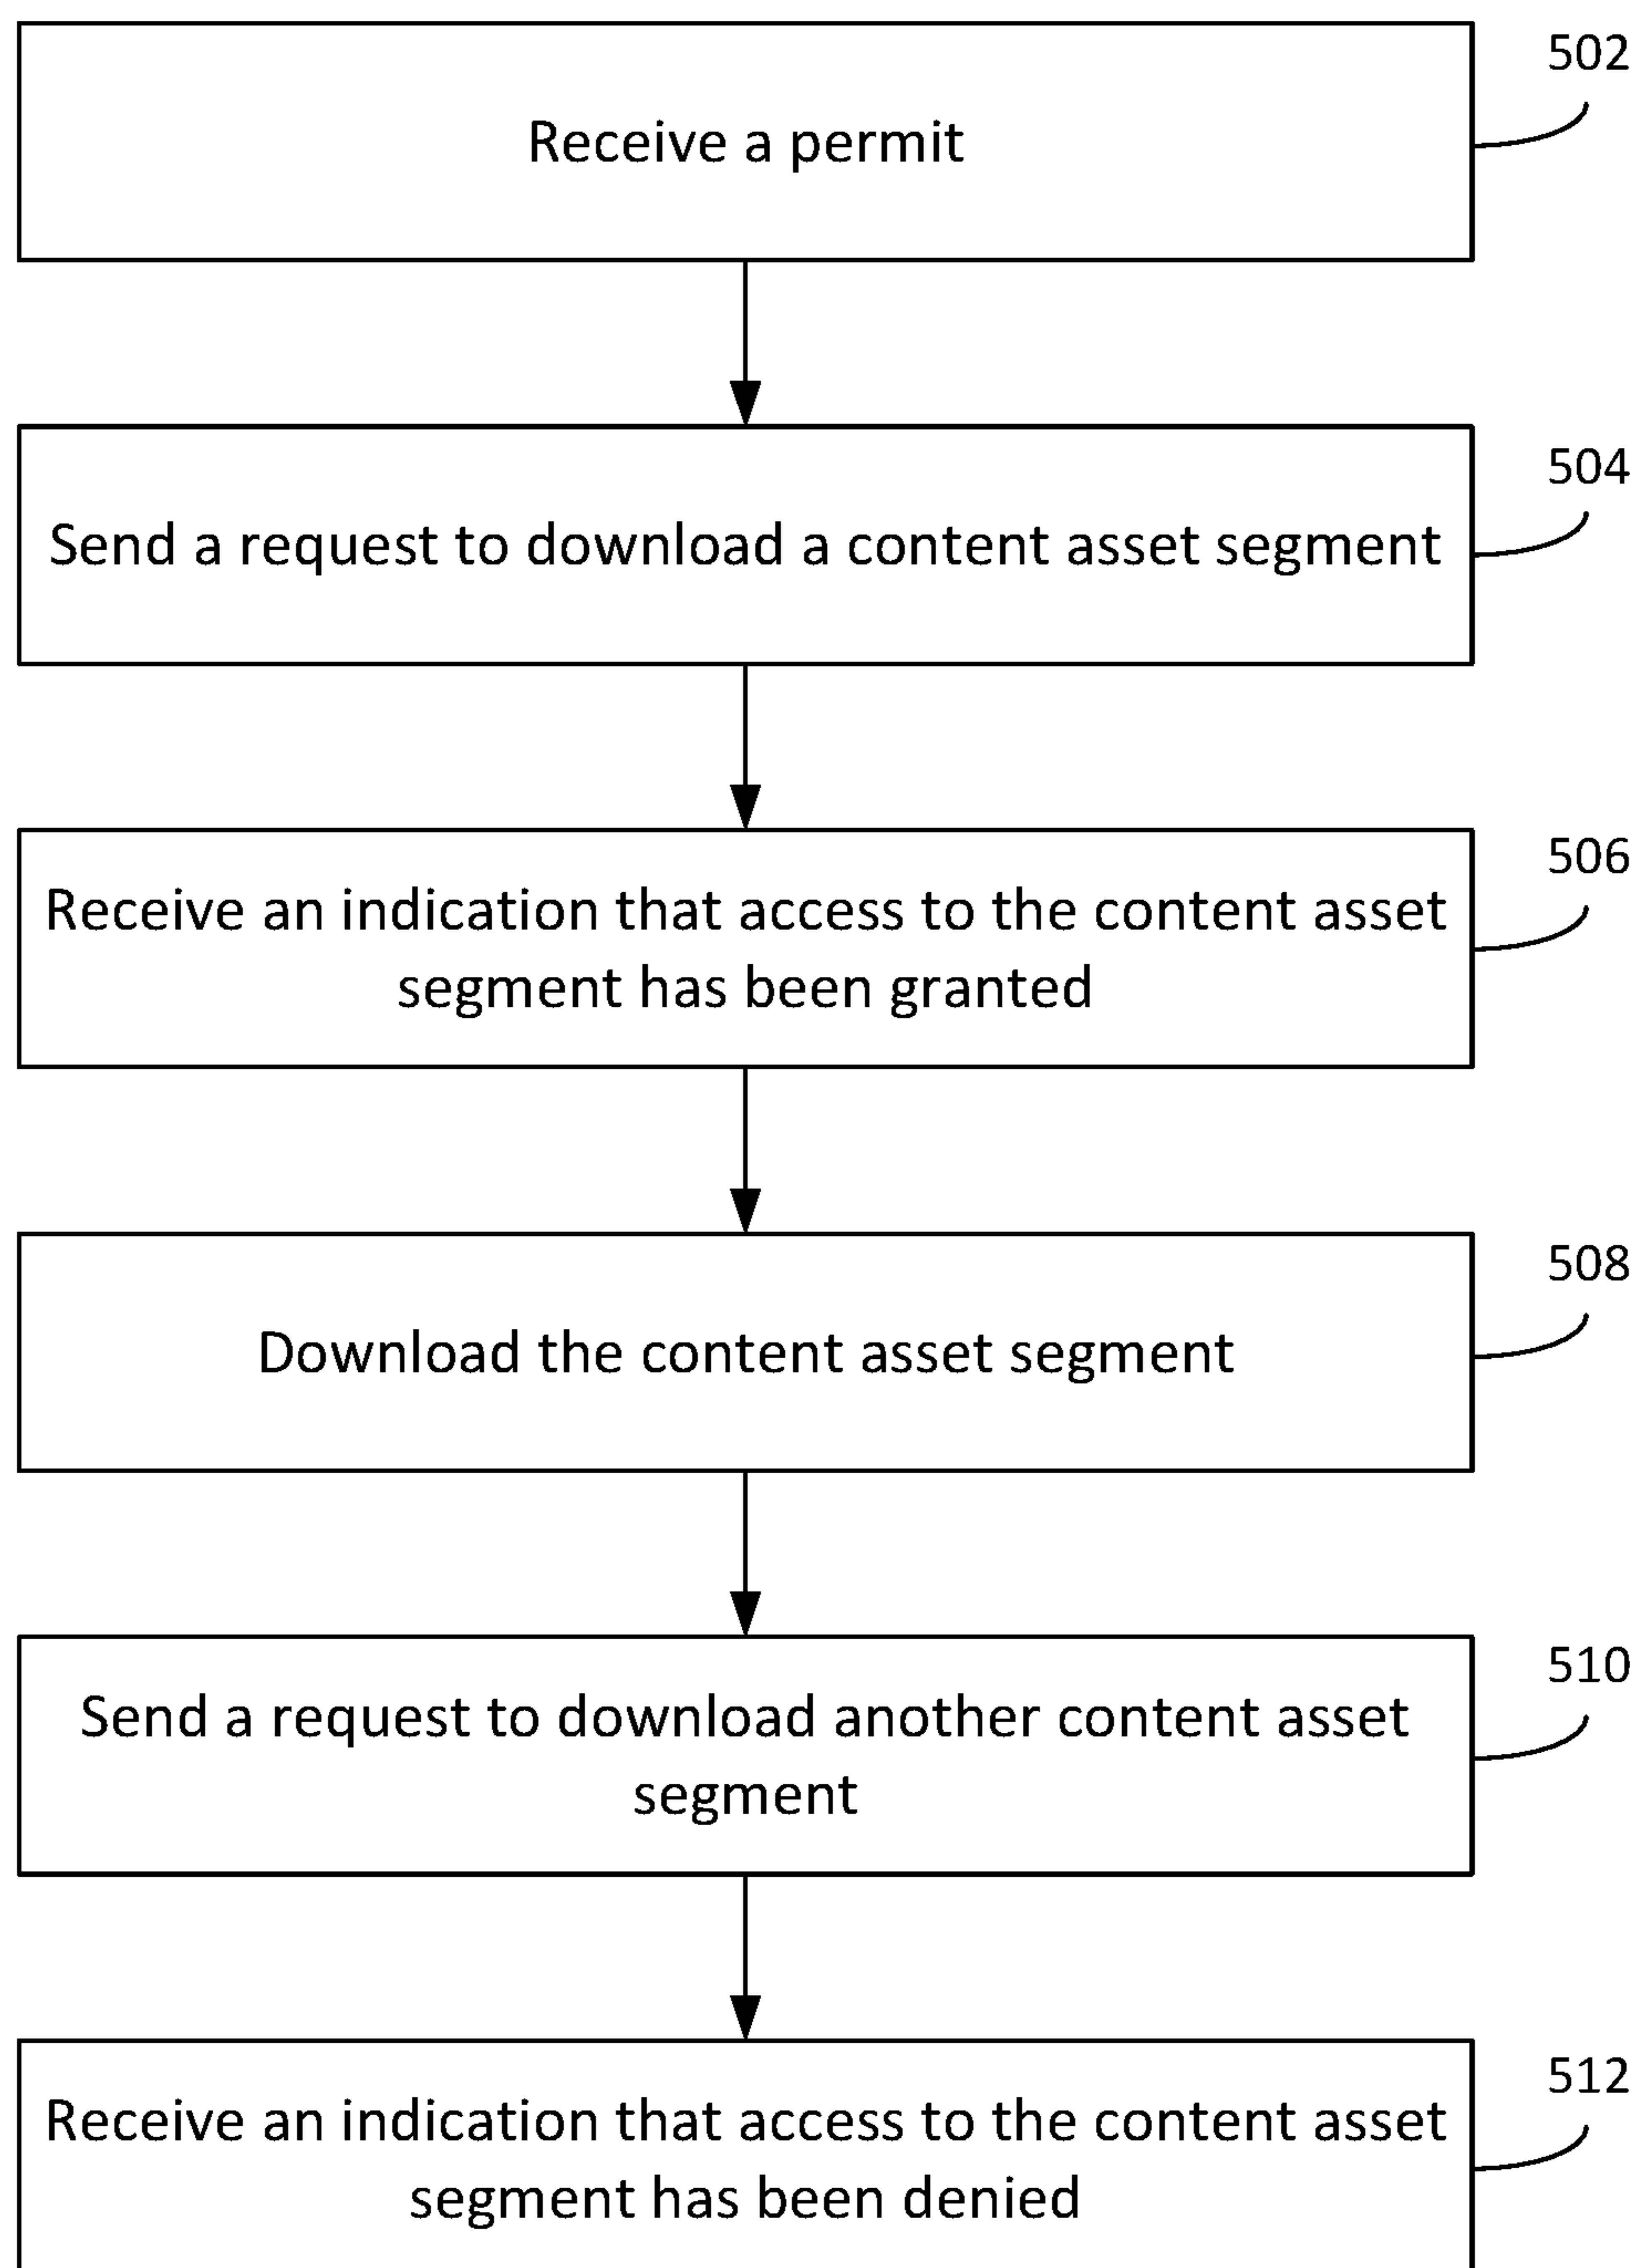 502
Receive a permit
504
Send a request to download a content asset segment
506
Receive an indication that access to the content asset
segment has been granted
508
Download the content asset segment
510
Send a request to download another content asset
segment
512
Receive an indication that access to the content asset
segment has been denied